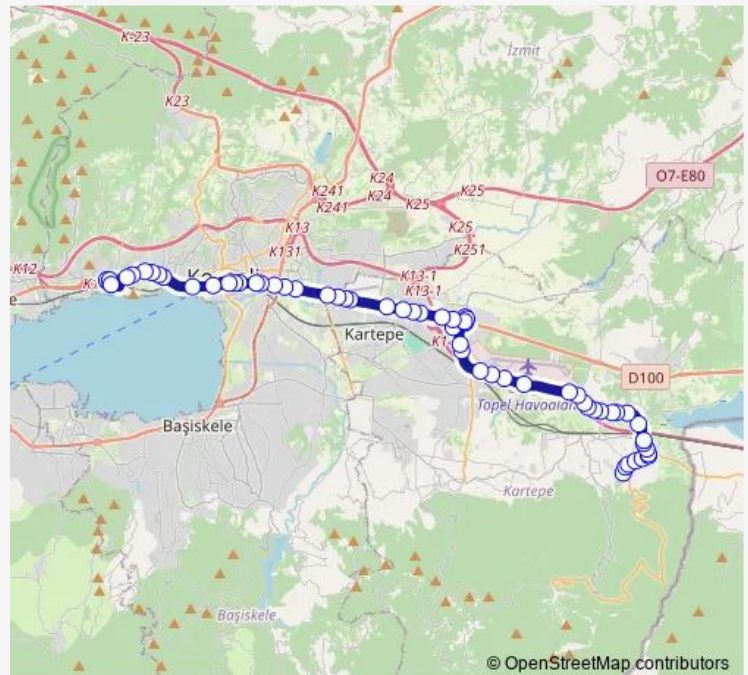 K-23
İzmit
K23
O7-E80
K24
K241
K241
K24
K25
K25
K25
K13
K131
K251
K12
K13-1
K13-1
Kartepe
D100
Topel Havaalanı
Başiskele
Kartepe
Başiskele
© OpenStreetMap contributors